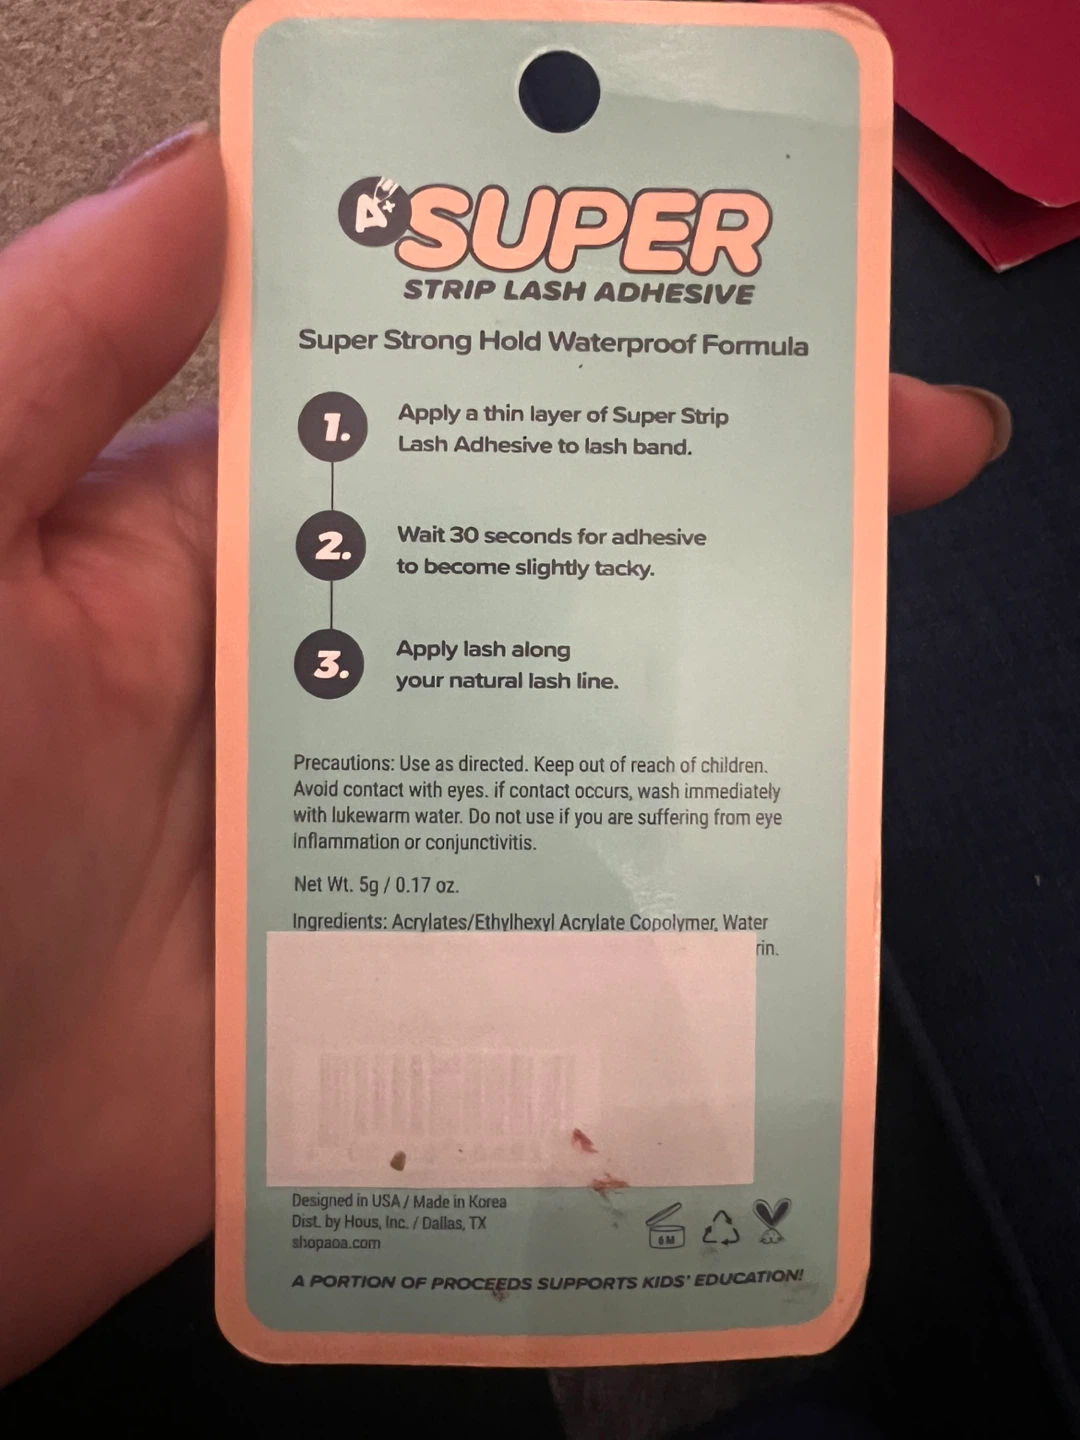 A+ SUPER
STRIP LASH ADHESIVE
Super Strong Hold Waterproof Formula
1. Apply a thin layer of Super Strip
Lash Adhesive to lash band.
2. Wait 30 seconds for adhesive
to become slightly tacky.
3. Apply lash along
your natural lash line.
Precautions: Use as directed. Keep out of reach of children.
Avoid contact with eyes. if contact occurs, wash immediately
with lukewarm water. Do not use if you are suffering from eye
Inflammation or conjunctivitis.
Net Wt. 5g / 0.17 oz.
Ingredients: Acrylates/Ethylhexyl Acrylate Copolymer, Water
rin.
Designed in USA / Made in Korea
Dist. by Hous, Inc. / Dallas, TX
shopaoa.com
6M
A PORTION OF PROCEEDS SUPPORTS KIDS' EDUCATION!